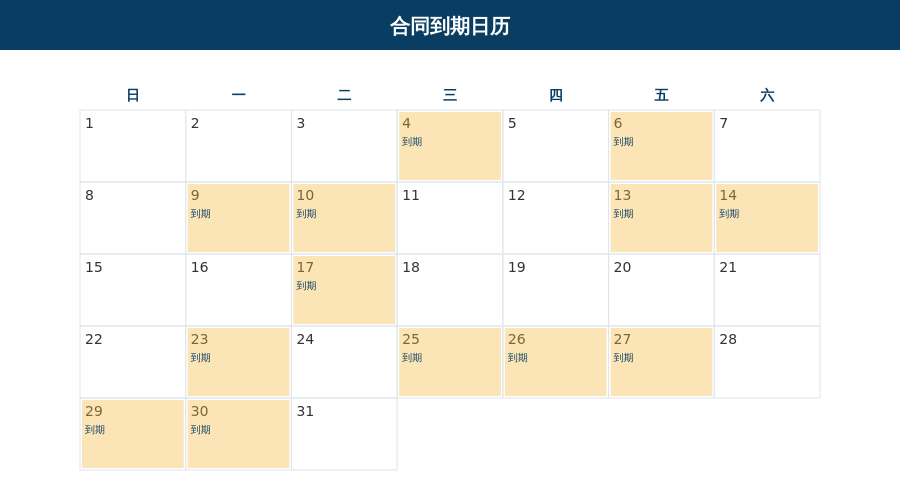 合同到期日历
日 一 二 三 四 五 六
1 2 3 4 5 6 7
到期 到期
8 9 10 11 12 13 14
到期 到期 到期 到期
15 16 17 18 19 20 21
到期
22 23 24 25 26 27 28
到期 到期 到期 到期
29 30 31
到期 到期